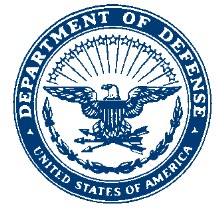 DEPARTMENT OF DEFENSE
UNITED STATES OF AMERICA